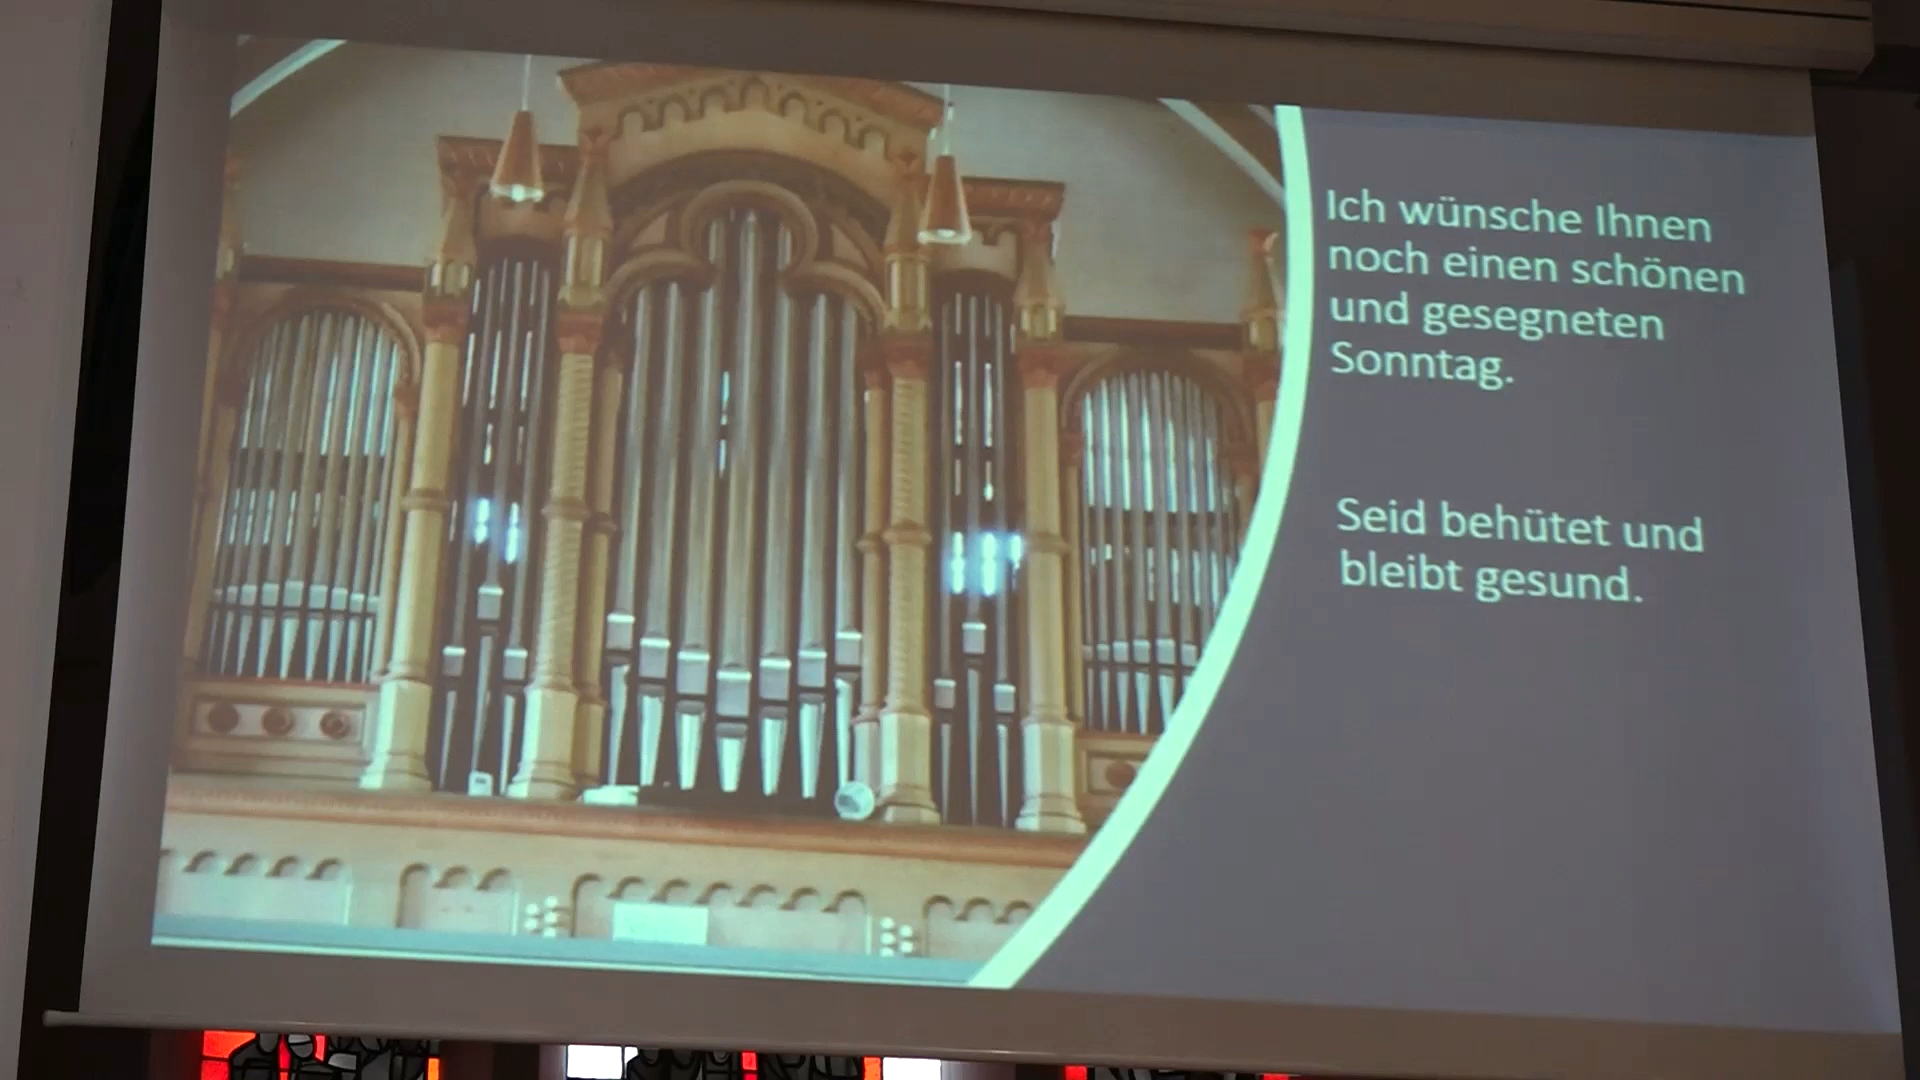 Ich wünsche Ihnen
noch einen schönen
und gesegneten
Sonntag.
Seid behütet und
bleibt gesund.